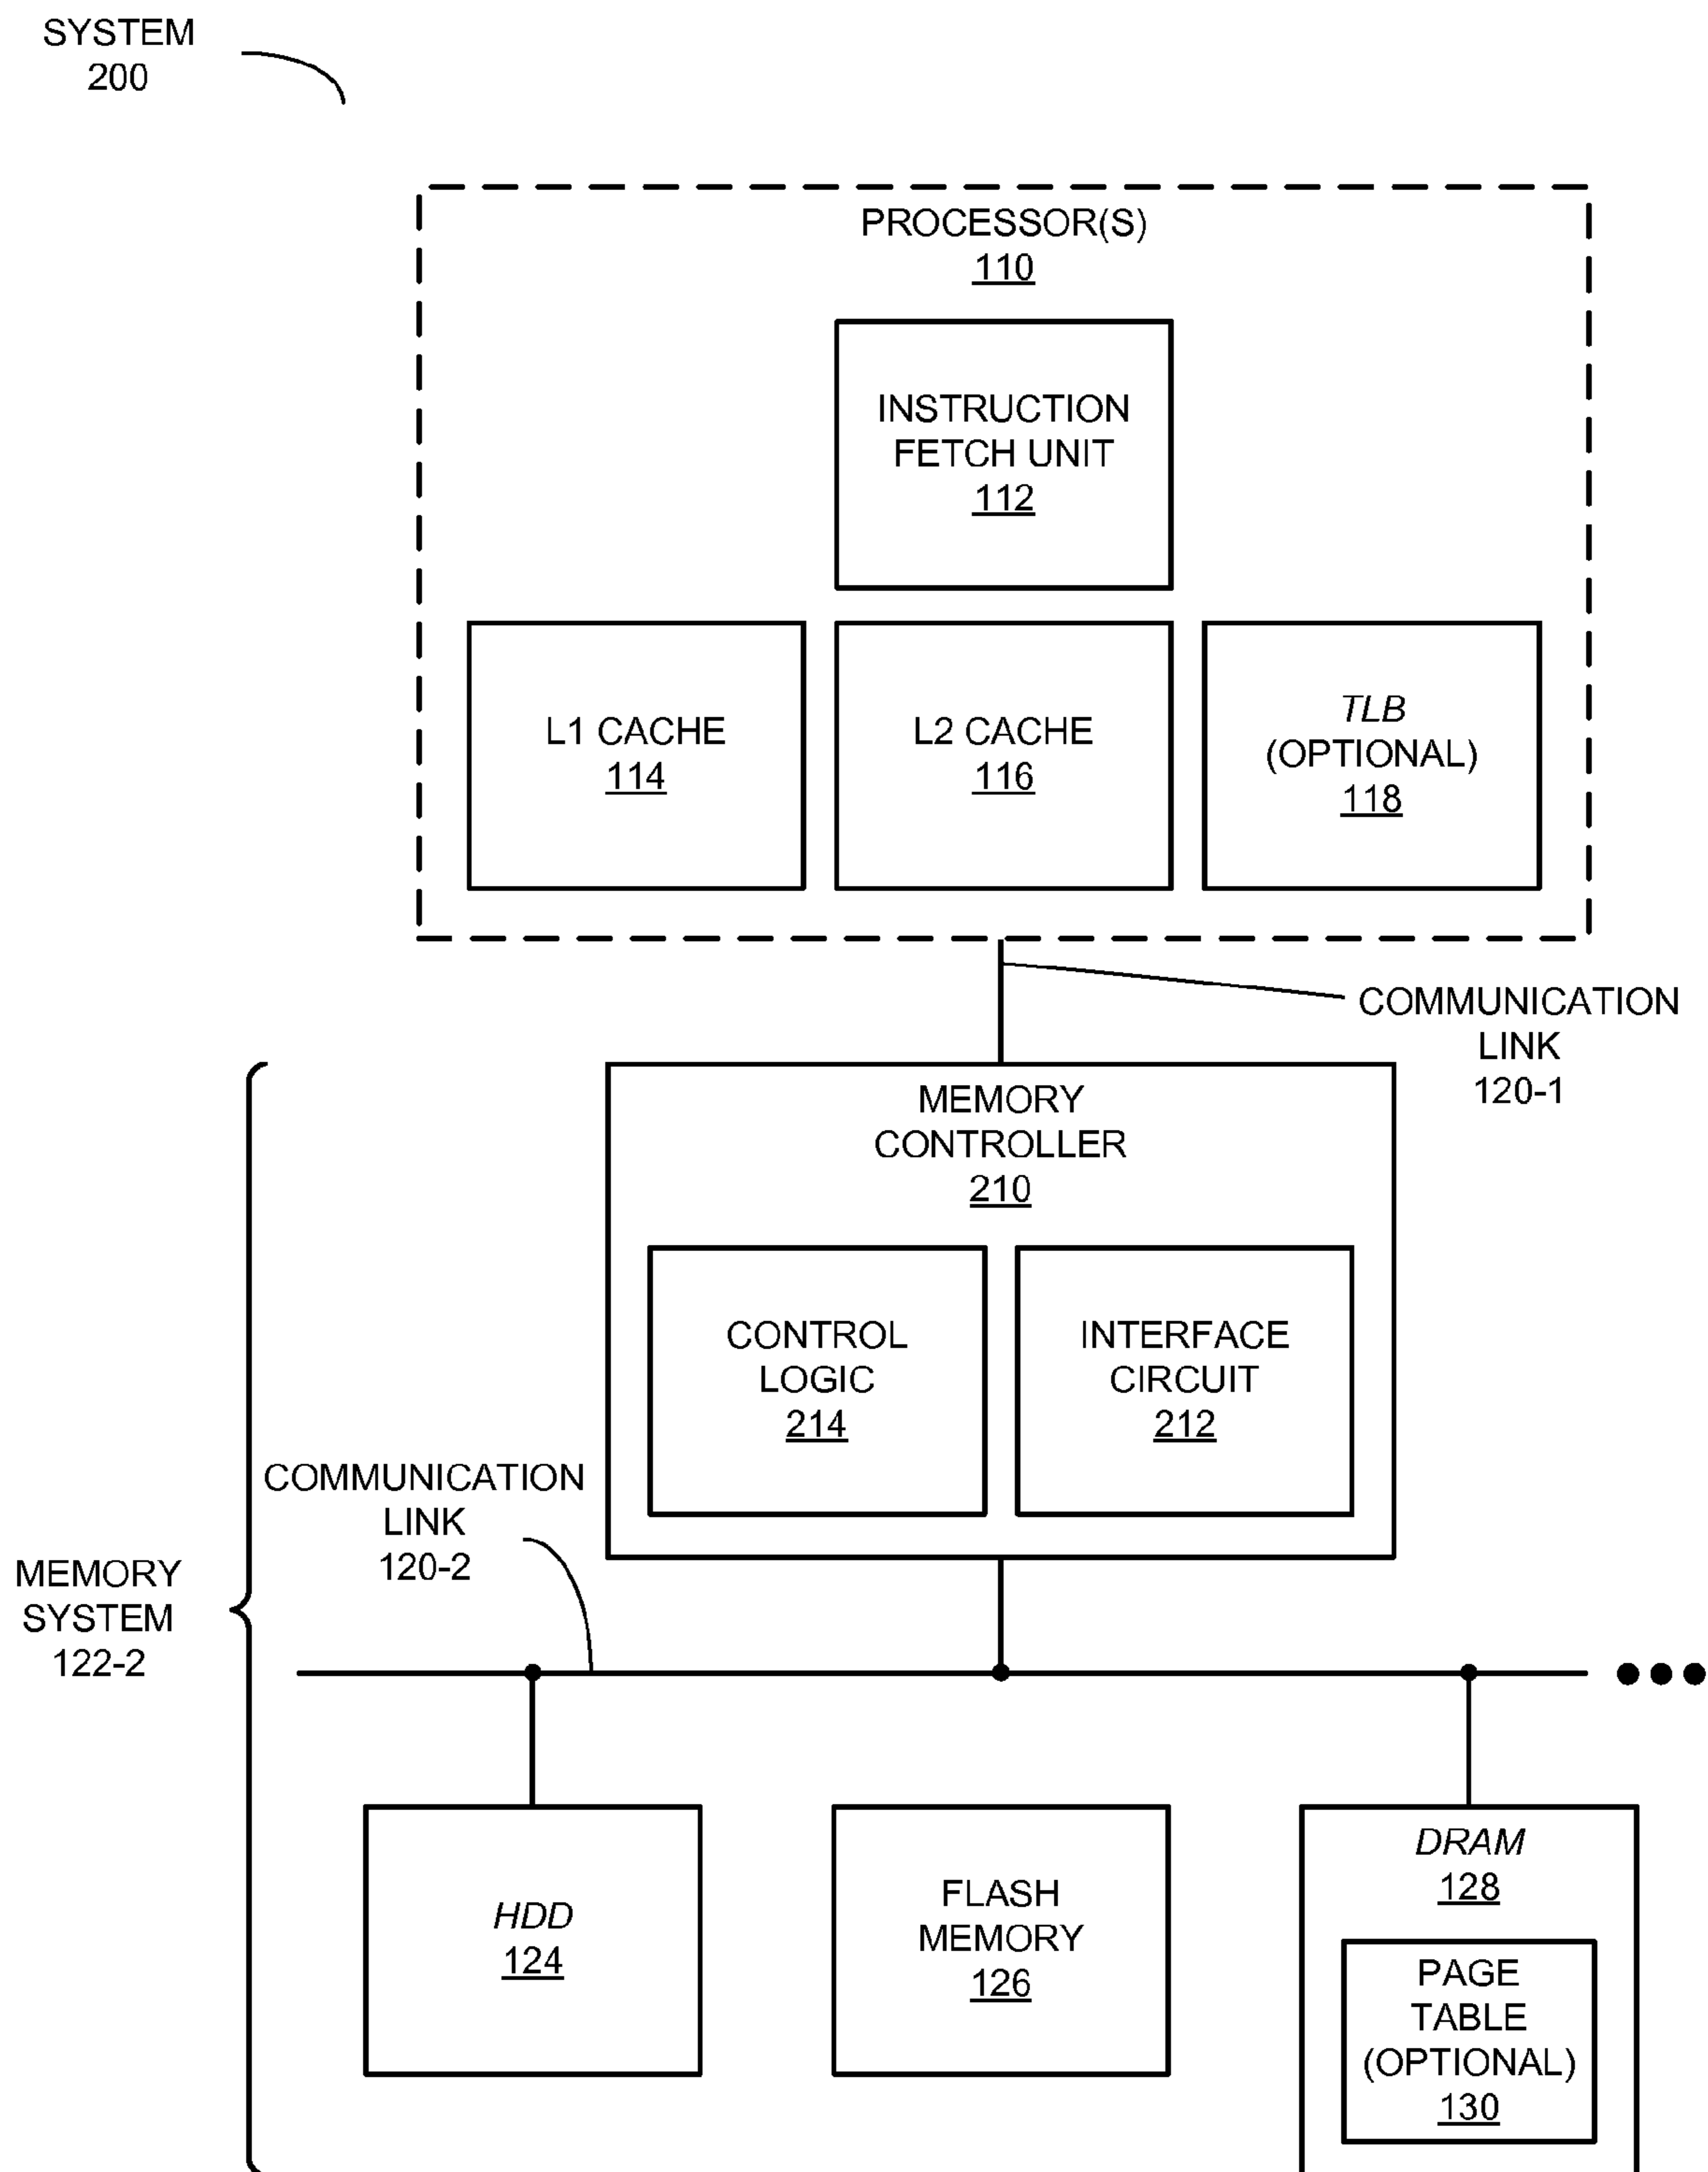 SYSTEM
200
PROCESSOR(S)
110
INSTRUCTION
FETCH UNIT
112
L1 CACHE
114
L2 CACHE
116
TLB
(OPTIONAL)
118
COMMUNICATION
LINK
120-1
MEMORY
CONTROLLER
210
CONTROL
LOGIC
214
INTERFACE
CIRCUIT
212
COMMUNICATION
LINK
120-2
MEMORY
SYSTEM
122-2
HDD
124
FLASH
MEMORY
126
DRAM
128
PAGE
TABLE
(OPTIONAL)
130